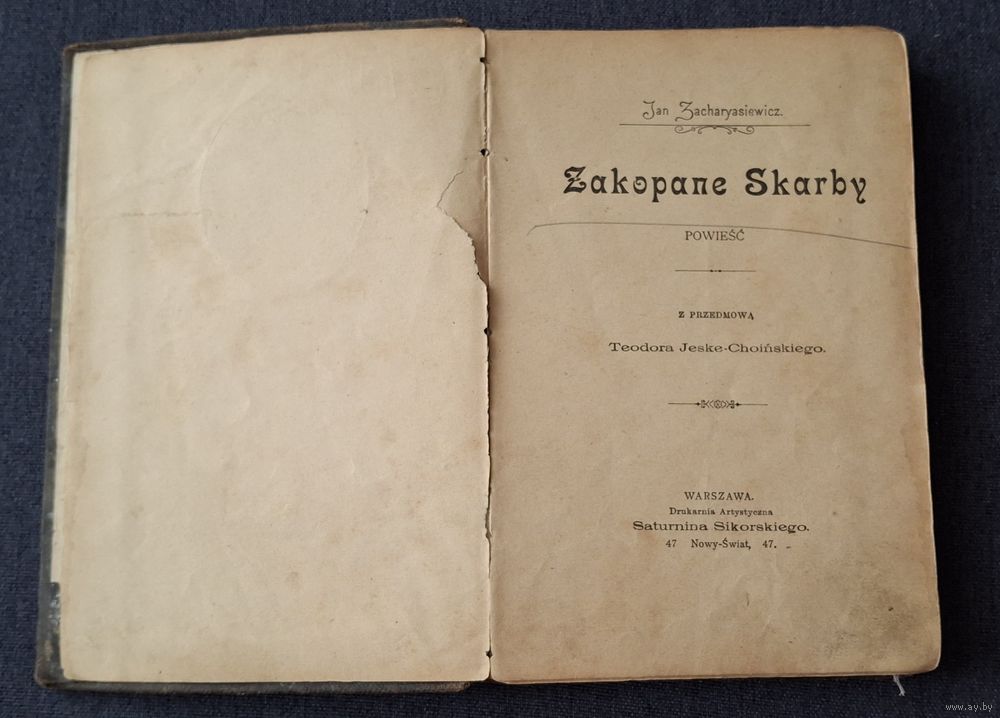 Jan Zacharyasiewicz.
Zakopane Skarby
POWIEŚĆ
Z PRZEDMOWĄ
Teodora Jeske-Choińskiego.
WARSZAWA.
Drukarnia Artystyczna
Saturnina Sikorskiego.
47 Nowy-Świat, 47.
www.ay.by